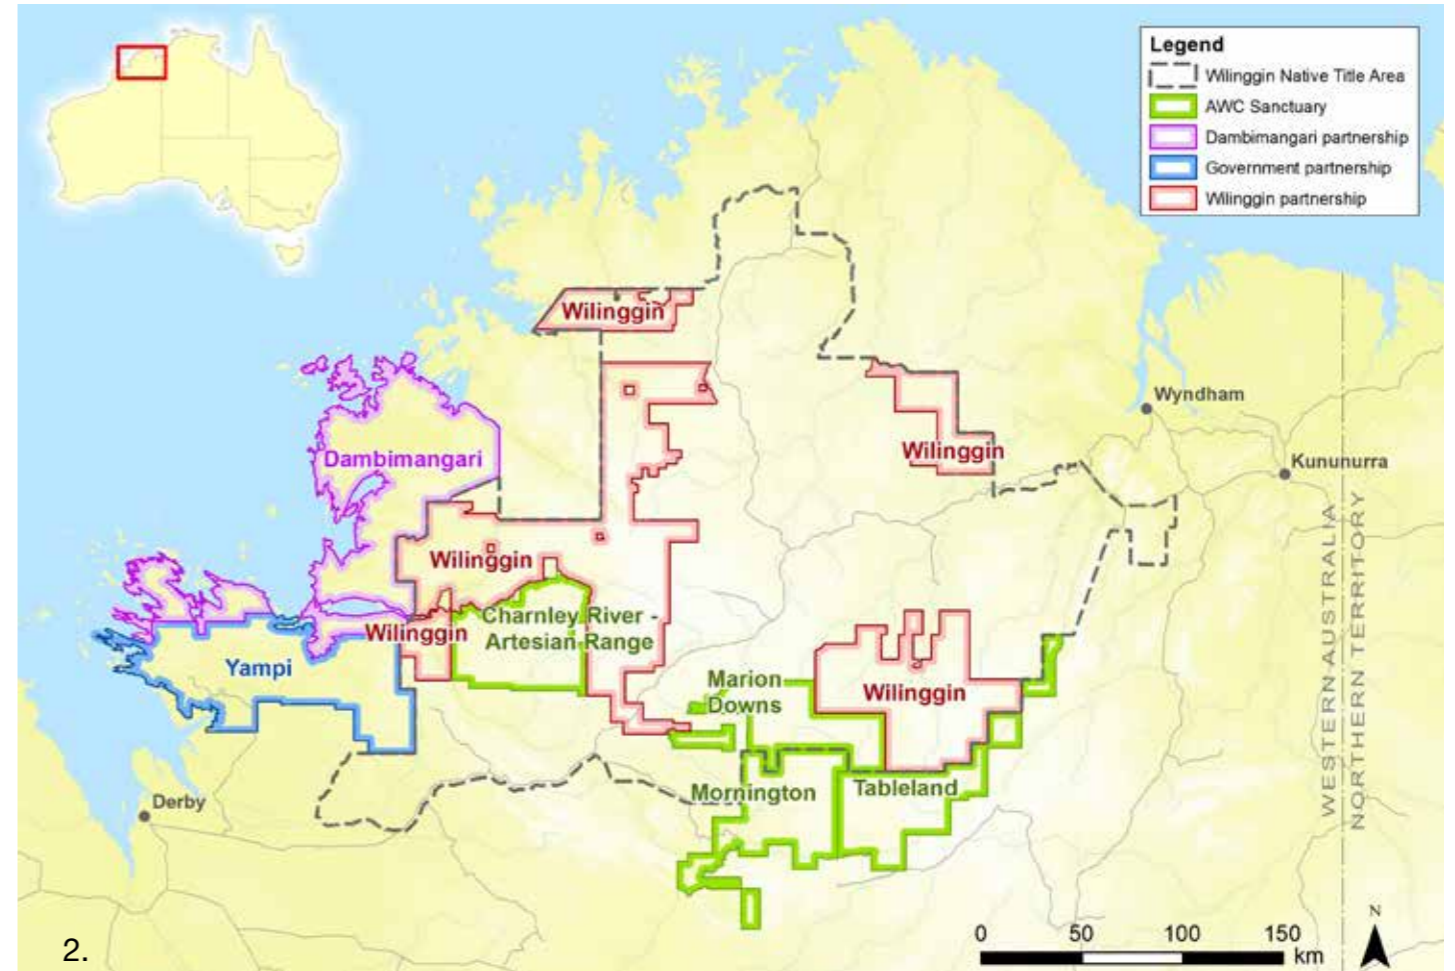 Legend
Wilinggin Native Title Area
AWC Sanctuary
Dambimangari partnership
Government partnership
Wilinggin partnership
Wilinggin
Wyndham
Wilinggin
Dambimangari
Kununurra
Wilinggin
Charnley River -
Artesian Range
Wilinggin
Yampi
Marion
Downs
Wilinggin
Mornington
Tableland
Derby
WESTERN AUSTRALIA
NORTHERN TERRITORY
N
0 50 100 150
km
2.